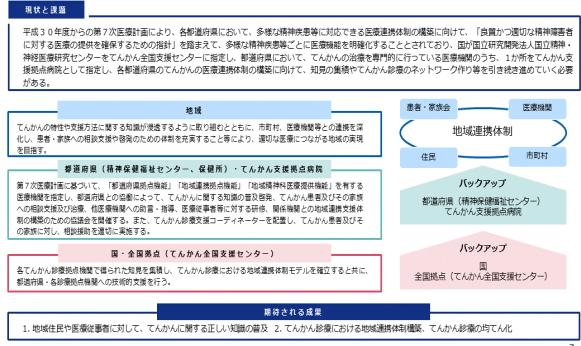 現状と課題
平成３０年度からの第７次医療計画により、各都道府県において、多様な精神疾患等に対応できる医療連携体制の構築に向けて、「良質かつ適切な精神障害者
に対する医療の提供を確保するための指針」を踏まえて、多様な精神疾患等ごとに医療機能を明確化することとされており、国が国立研究開発法人国立精神・
神経医療研究センターをてんかん全国支援センターに指定し、都道府県において、てんかんの治療を専門的に行っている医療機関のうち、１か所をてんかん支
援拠点病院として指定し、各都道府県のてんかんの医療連携体制の構築に向けて、知見の集積やてんかん診療のネットワーク作り等を引き続き進めていく必要
がある。
地域
てんかんの特性や支援方法に関する知識が浸透するように取り組むとともに、市町村、医療機関等との連携を深
化し、患者・家族への相談支援や啓発のための体制を充実すること等により、適切な医療につながる地域の実現
を目指す。
都道府県（精神保健福祉センター、保健所）・てんかん支援拠点病院
第７次医療計画に基づいて、「都道府県拠点機能」「地域連携拠点機能」「地域精神科医療提供機能」を有する
医療機関を指定し、都道府県との協働によって、てんかんに関する知識の普及啓発、てんかん患者及びその家族
への相談支援及び治療、他医療機関への助言・指導、医療従事者等に対する研修、関係機関との地域連携支援体
制の構築のための協議会を開催する。また、てんかん診療支援コーディネーターを配置し、てんかん患者及びそ
の家族に対し、相談援助を適切に実施する。
国・全国拠点（てんかん全国支援センター）
各てんかん診療拠点機関で得られた知見を集積し、てんかん診療における地域連携体制モデルを確立すると共に、
都道府県・各診療拠点機関への技術的支援を行う。
患者・家族会
医療機関
地域連携体制
住民
市町村
バックアップ
都道府県（精神保健福祉センター）
てんかん支援拠点病院
バックアップ
国
全国拠点（てんかん全国支援センター）
期待される成果
1. 地域住民や医療従事者に対して、てんかんに関する正しい知識の普及 2. てんかん診療における地域連携体制構築、てんかん診療の均てん化